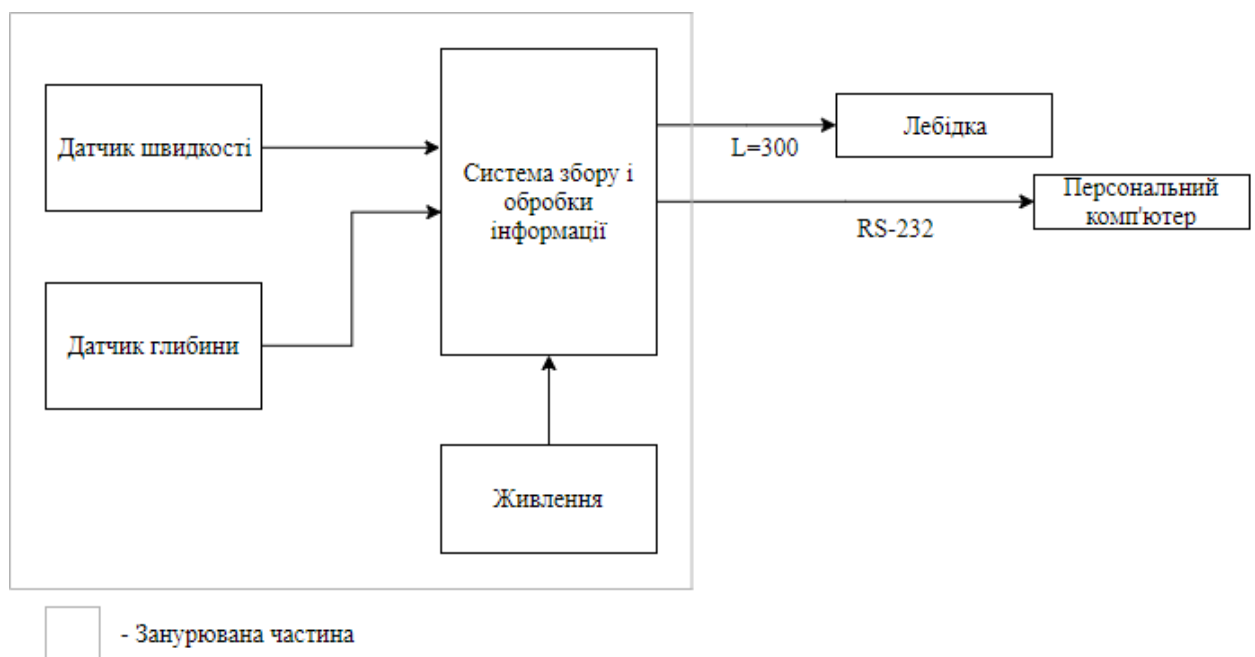 Датчик швидкості
Система збору і
обробки
інформації
L=300
Лебідка
RS-232
Персональний
комп'ютер
Датчик глибини
Живлення
- Занурювана частина